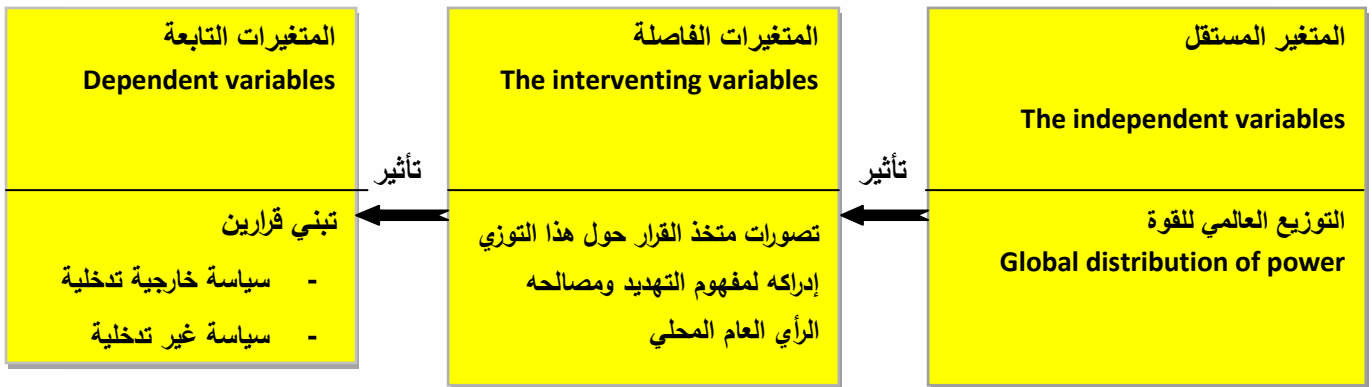 المتغير المستقل
The independent variables
التوزيع العالمي للقوة
Global distribution of power
تأثير
المتغيرات الفاصلة
The interventing variables
تصورات متخذ القرار حول هذا التوزي
إدراكه لمفهوم التهديد ومصالحه
الرأي العام المحلي
تأثير
المتغيرات التابعة
Dependent variables
تبني قرارين
- سياسة خارجية تدخلية
- سياسة غير تدخلية